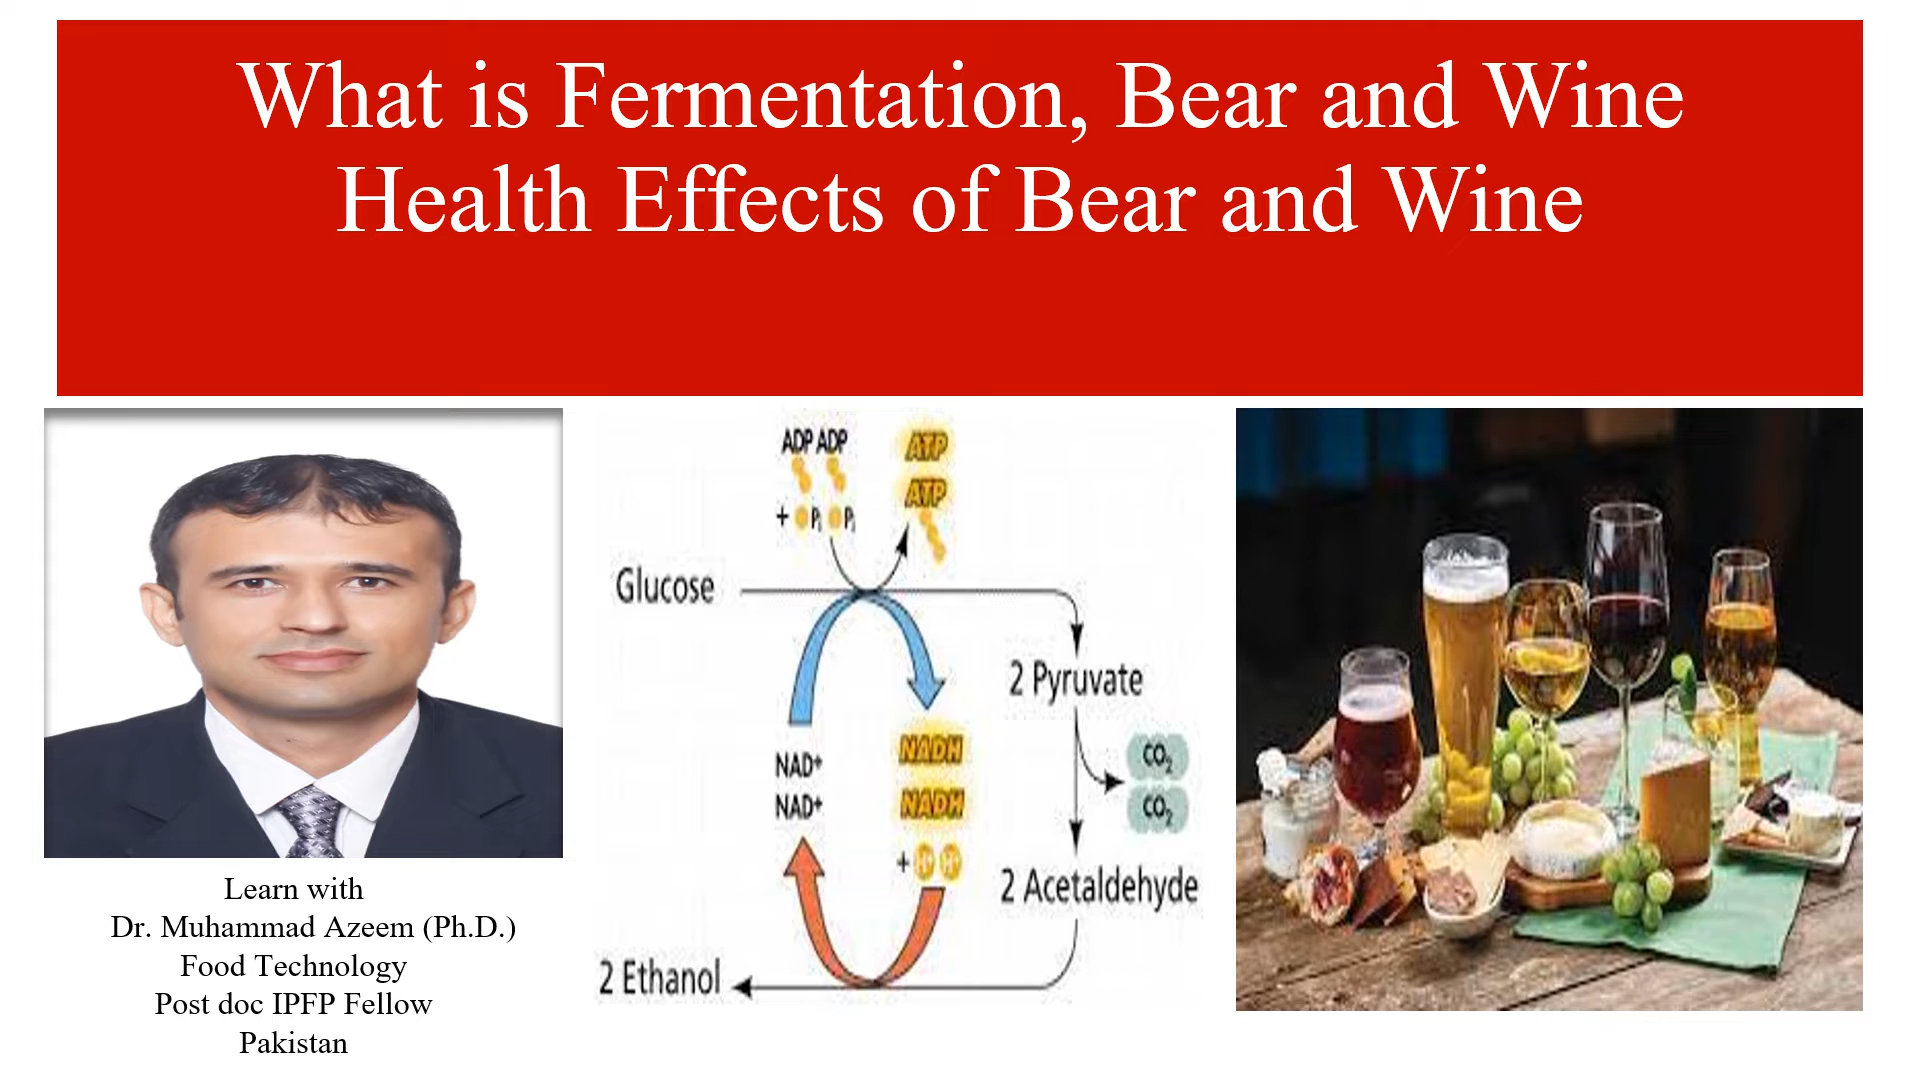 What is Fermentation, Bear and Wine
Health Effects of Bear and Wine
Learn with
Dr. Muhammad Azeem (Ph.D.)
Food Technology
Post doc IPFP Fellow
Pakistan
ADP ADP
+ Pi Pi
ATP
ATP
Glucose
2 Pyruvate
CO₂
CO₂
NAD+
NAD+
NADH
NADH
+ H+ H+
2 Acetaldehyde
2 Ethanol